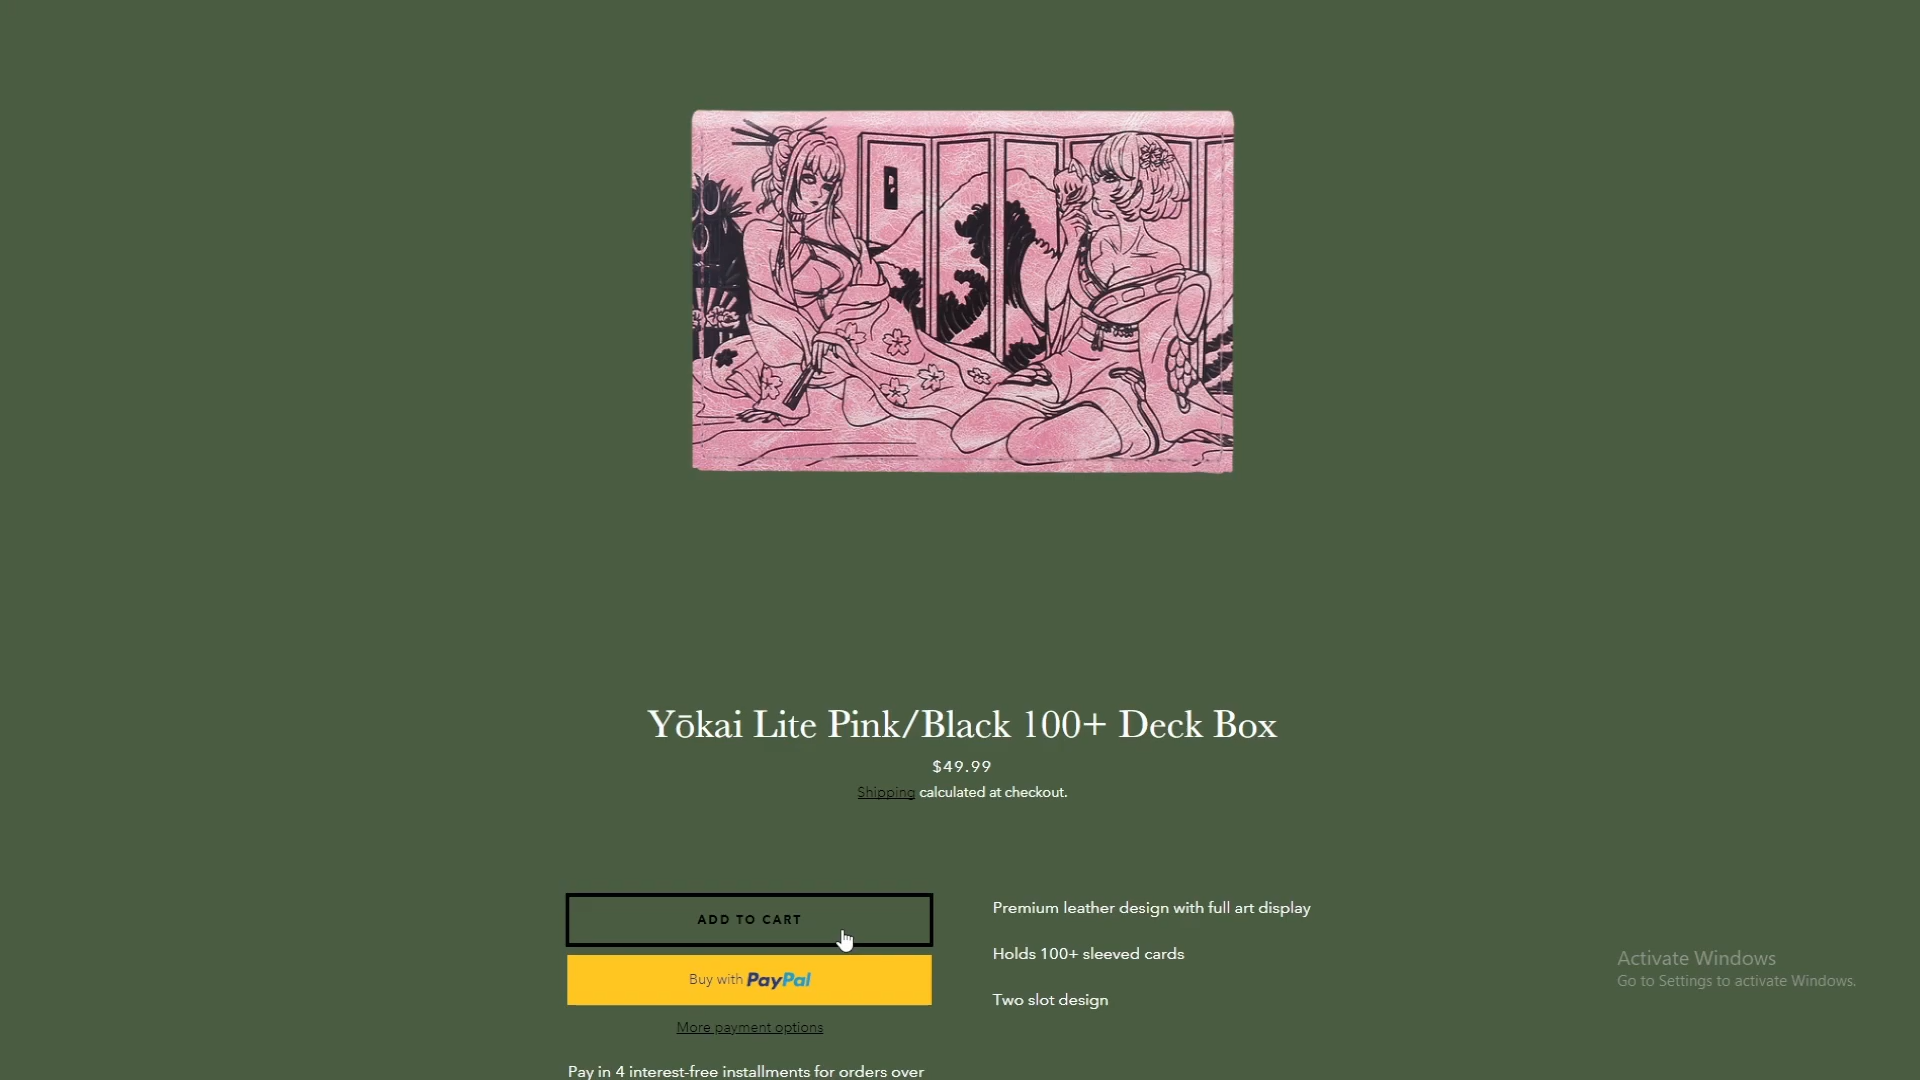 Yōkai Lite Pink/Black 100+ Deck Box
$49.99
Shipping calculated at checkout.
ADD TO CART
Buy with PayPal
More payment options
Pay in 4 interest-free installments for orders over
Premium leather design with full art display
Holds 100+ sleeved cards
Two slot design
Activate Windows
Go to Settings to activate Windows.